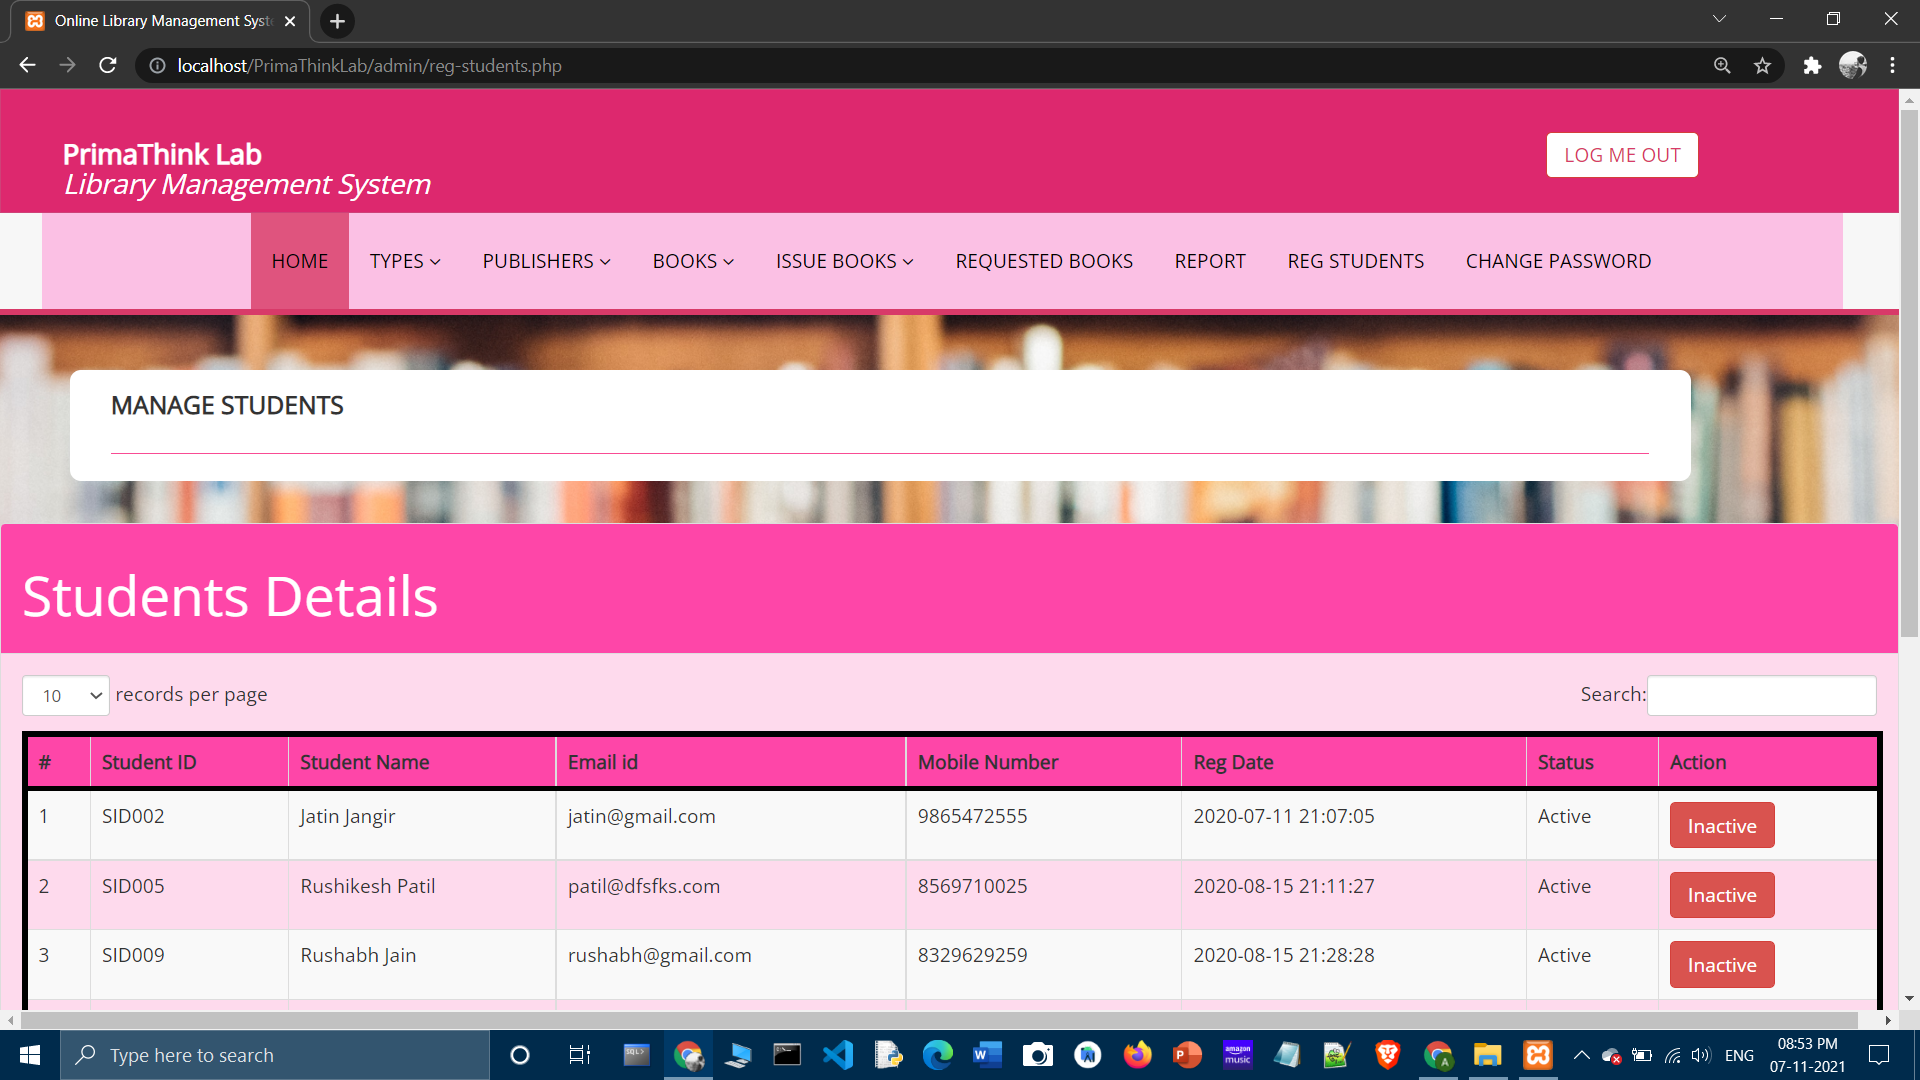 Online Library Management Syst
localhost/PrimaThinkLab/admin/reg-students.php
PrimaThink Lab
Library Management System
LOG ME OUT
HOME TYPES PUBLISHERS BOOKS ISSUE BOOKS REQUESTED BOOKS REPORT REG STUDENTS CHANGE PASSWORD
MANAGE STUDENTS
Students Details
10 records per page Search:
# Student ID Student Name Email id Mobile Number Reg Date Status Action
1 SID002 Jatin Jangir jatin@gmail.com 9865472555 2020-07-11 21:07:05 Active Inactive
2 SID005 Rushikesh Patil patil@dfsfks.com 8569710025 2020-08-15 21:11:27 Active Inactive
3 SID009 Rushabh Jain rushabh@gmail.com 8329629259 2020-08-15 21:28:28 Active Inactive
Type here to search
SQL>
amazon music
ENG
08:53 PM
07-11-2021